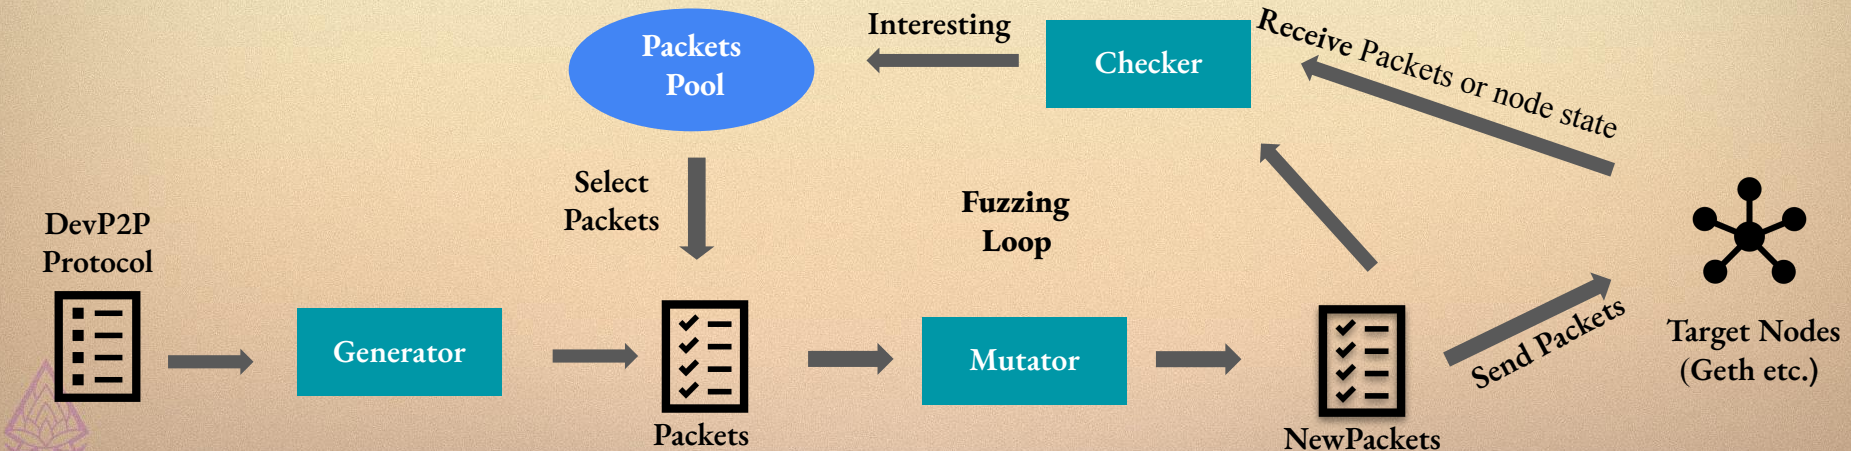 Packets
Pool
Interesting
Checker
Receive Packets or node state
Select
Packets
Fuzzing
Loop
DevP2P
Protocol
Generator
Packets
Mutator
NewPackets
Send Packets
Target Nodes
(Geth etc.)